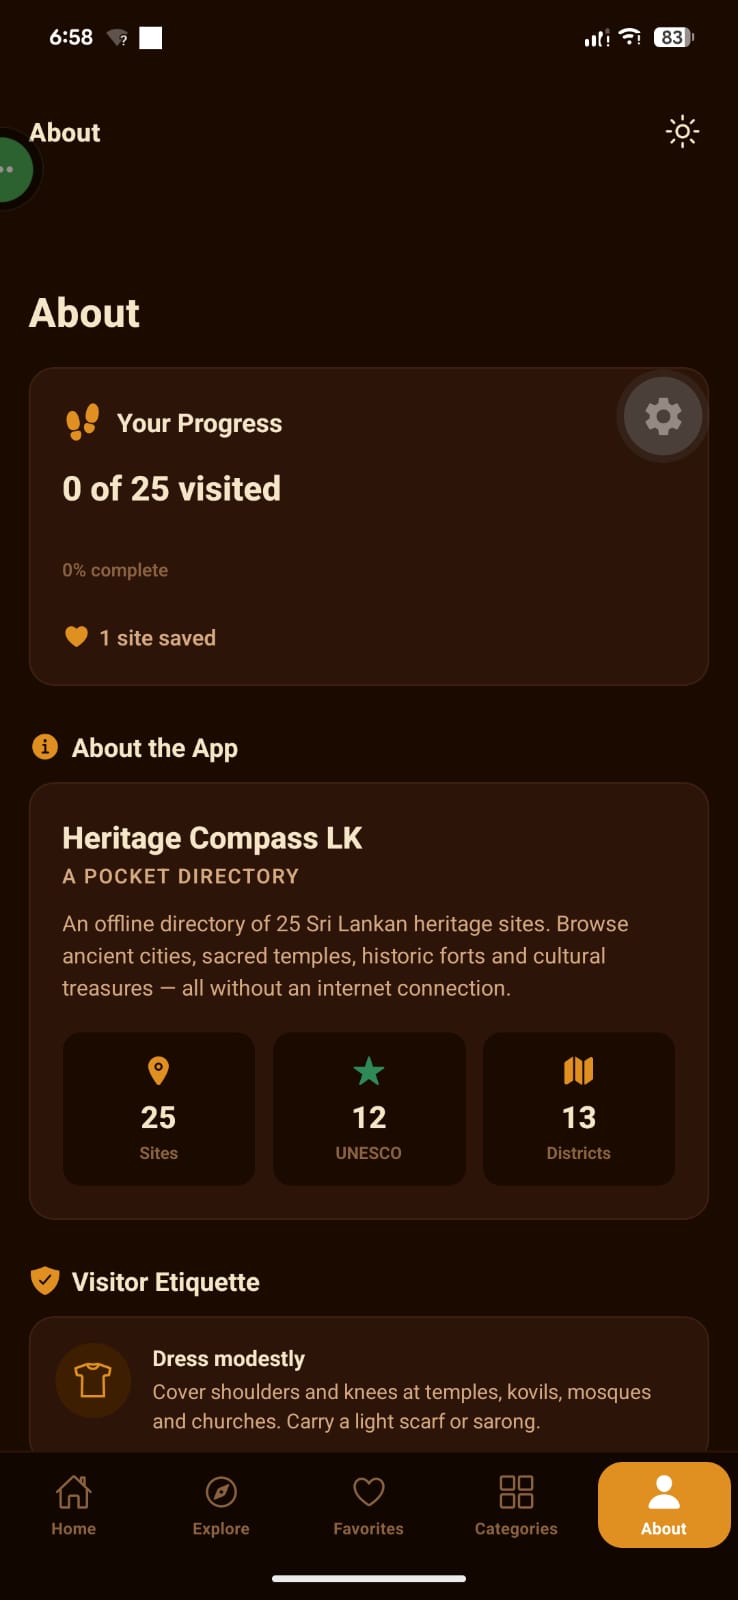 6:58
83
About
About
Your Progress
0 of 25 visited
0% complete
1 site saved
About the App
Heritage Compass LK
A POCKET DIRECTORY
An offline directory of 25 Sri Lankan heritage sites. Browse
ancient cities, sacred temples, historic forts and cultural
treasures — all without an internet connection.
25 12 13
Sites UNESCO Districts
Visitor Etiquette
Dress modestly
Cover shoulders and knees at temples, kovils, mosques
and churches. Carry a light scarf or sarong.
Home Explore Favorites Categories About